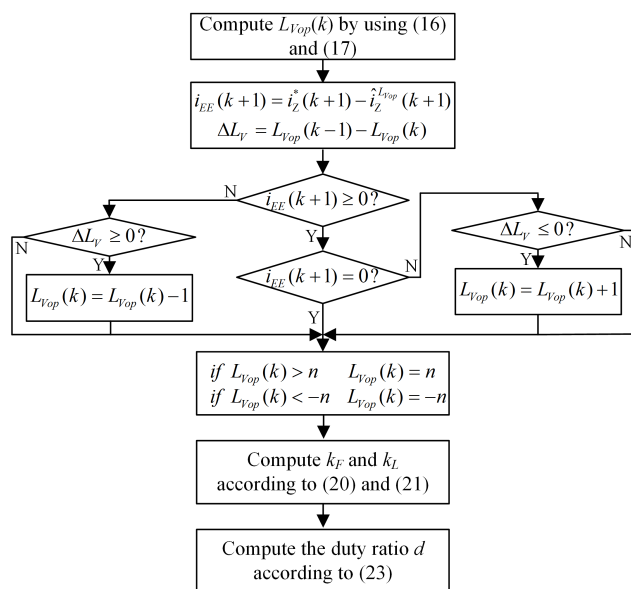 Compute L_{Vop}(k) by using (16)
and (17)
i_{EE}(k+1) = i_Z^*(k+1) − \hat{i}_Z^{L_{Vop}}(k+1)
ΔL_V = L_{Vop}(k−1) − L_{Vop}(k)
N
i_{EE}(k+1) ≥ 0?
Y
N
ΔL_V ≥ 0?
Y
L_{Vop}(k) = L_{Vop}(k) −1
i_{EE}(k+1) = 0?
N
Y
ΔL_V ≤ 0?
N
Y
L_{Vop}(k) = L_{Vop}(k) +1
if L_{Vop}(k) > n L_{Vop}(k) = n
if L_{Vop}(k) < −n L_{Vop}(k) = −n
Compute k_F and k_L
according to (20) and (21)
Compute the duty ratio d
according to (23)